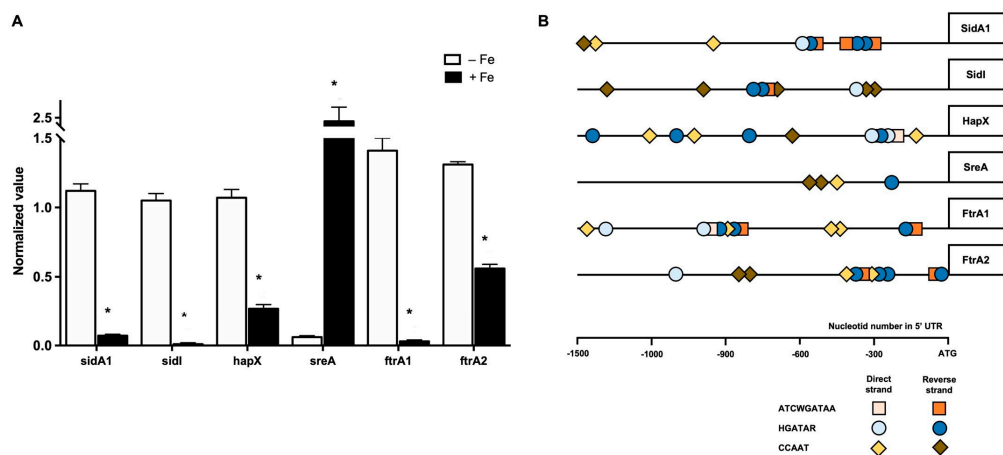 A
– Fe
+ Fe
Normalized value
2.5
1.5
1.0
0.5
0.0
*
*
*
*
*
*
sidA1
sidI
hapX
sreA
ftrA1
ftrA2
B
SidA1
SidI
HapX
SreA
FtrA1
FtrA2
Nucleotid number in 5' UTR
-1500
-1000
-900
-600
-300
ATG
Direct
strand
Reverse
strand
ATCWGATAA
HGATAR
CCAAT